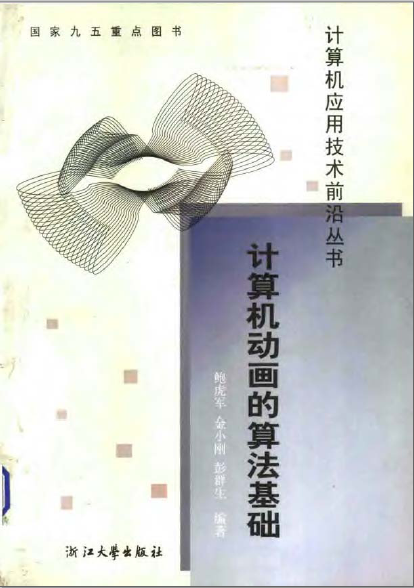 国家九五重点图书
计算机应用技术前沿丛书
计算机动画的算法基础
鲍虎军 金小刚 彭群生 编著
浙江大学出版社